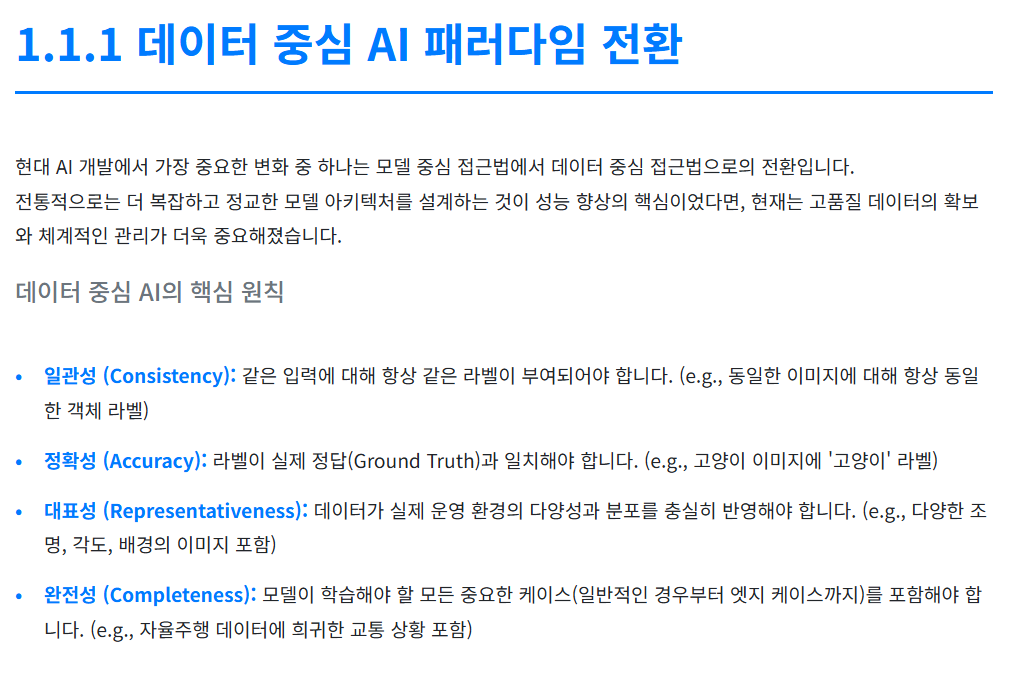 1.1.1 데이터 중심 AI 패러다임 전환
현대 AI 개발에서 가장 중요한 변화 중 하나는 모델 중심 접근법에서 데이터 중심 접근법으로의 전환입니다.
전통적으로는 더 복잡하고 정교한 모델 아키텍처를 설계하는 것이 성능 향상의 핵심이었다면, 현재는 고품질 데이터의 확보
와 체계적인 관리가 더욱 중요해졌습니다.
데이터 중심 AI의 핵심 원칙
• 일관성 (Consistency): 같은 입력에 대해 항상 같은 라벨이 부여되어야 합니다. (e.g., 동일한 이미지에 대해 항상 동일
한 객체 라벨)
• 정확성 (Accuracy): 라벨이 실제 정답(Ground Truth)과 일치해야 합니다. (e.g., 고양이 이미지에 '고양이' 라벨)
• 대표성 (Representativeness): 데이터가 실제 운영 환경의 다양성과 분포를 충실히 반영해야 합니다. (e.g., 다양한 조
명, 각도, 배경의 이미지 포함)
• 완전성 (Completeness): 모델이 학습해야 할 모든 중요한 케이스(일반적인 경우부터 엣지 케이스까지)를 포함해야 합
니다. (e.g., 자율주행 데이터에 희귀한 교통 상황 포함)